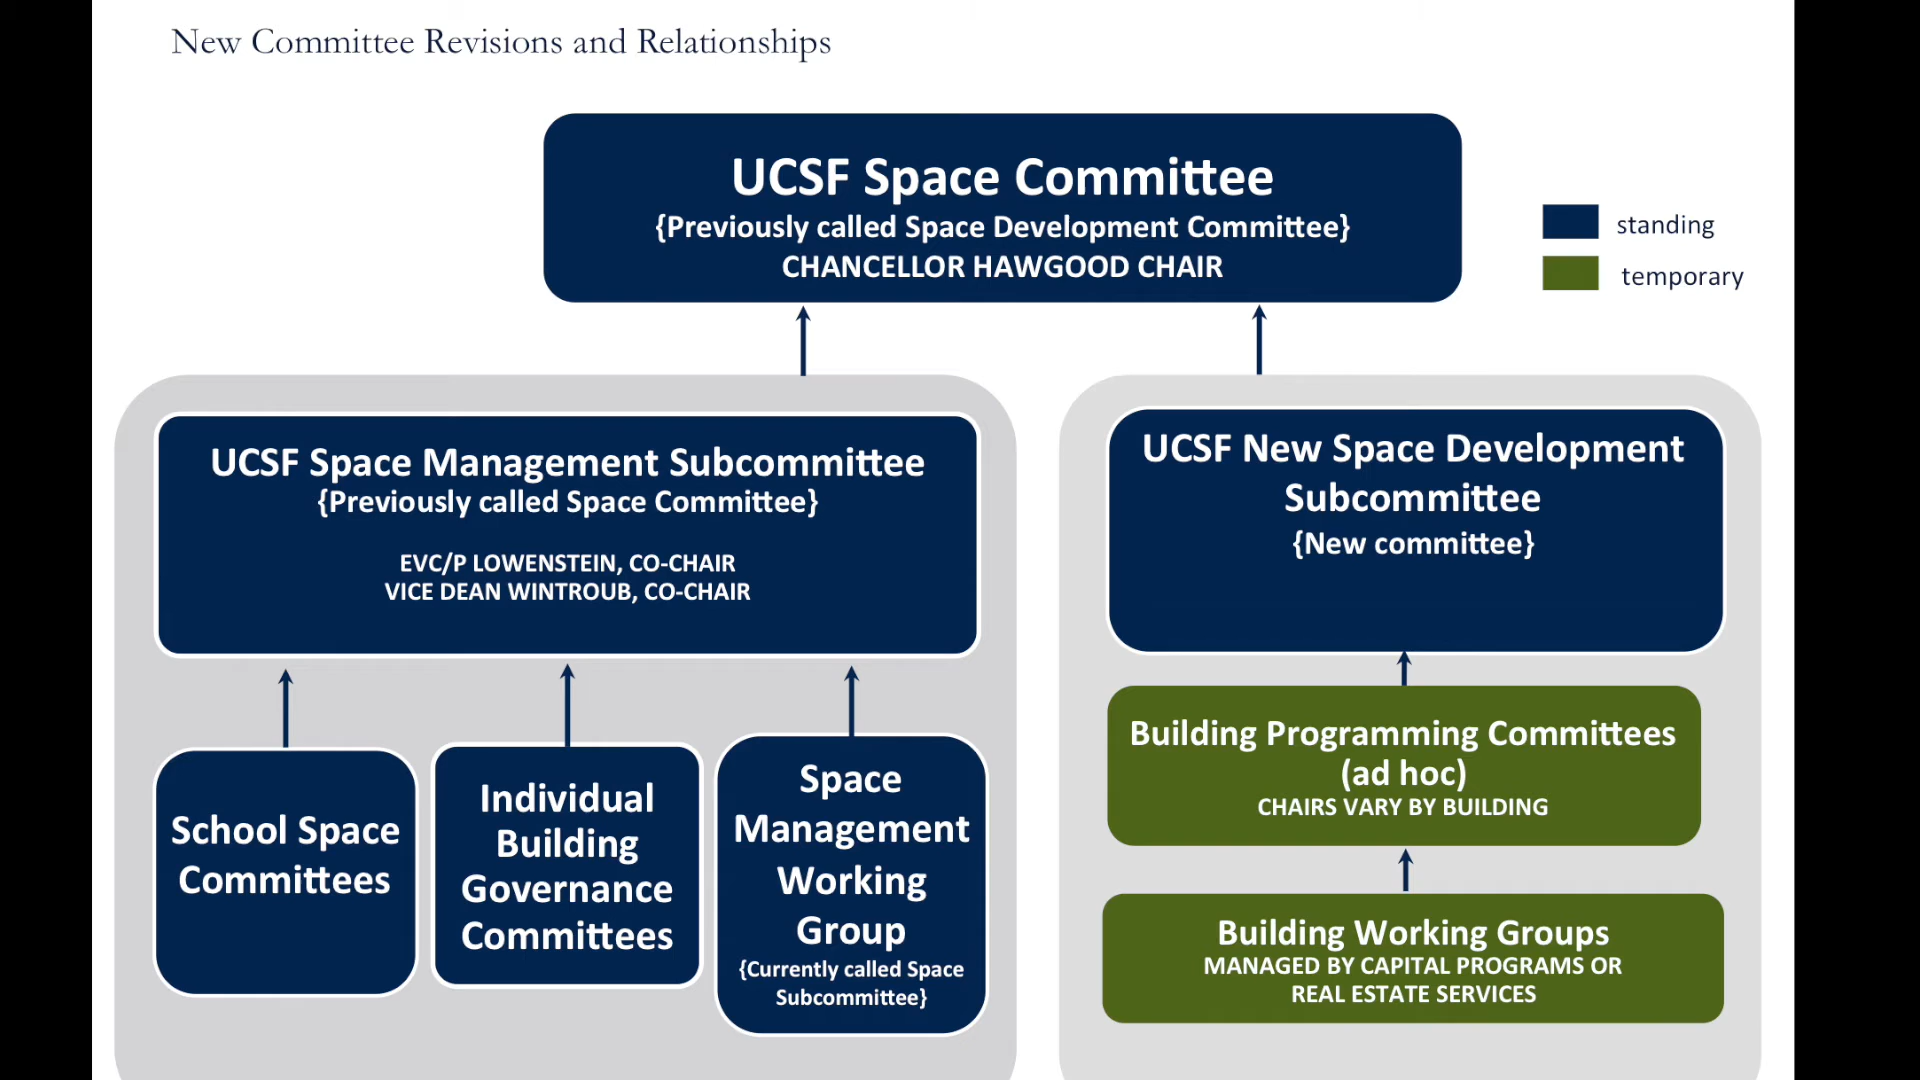 New Committee Revisions and Relationships
UCSF Space Committee
{Previously called Space Development Committee}
CHANCELLOR HAWGOOD CHAIR
standing
temporary
UCSF Space Management Subcommittee
{Previously called Space Committee}
EVC/P LOWENSTEIN, CO-CHAIR
VICE DEAN WINTROUB, CO-CHAIR
UCSF New Space Development
Subcommittee
{New committee}
School Space
Committees
Individual
Building
Governance
Committees
Space
Management
Working
Group
{Currently called Space
Subcommittee}
Building Programming Committees
(ad hoc)
CHAIRS VARY BY BUILDING
Building Working Groups
MANAGED BY CAPITAL PROGRAMS OR
REAL ESTATE SERVICES